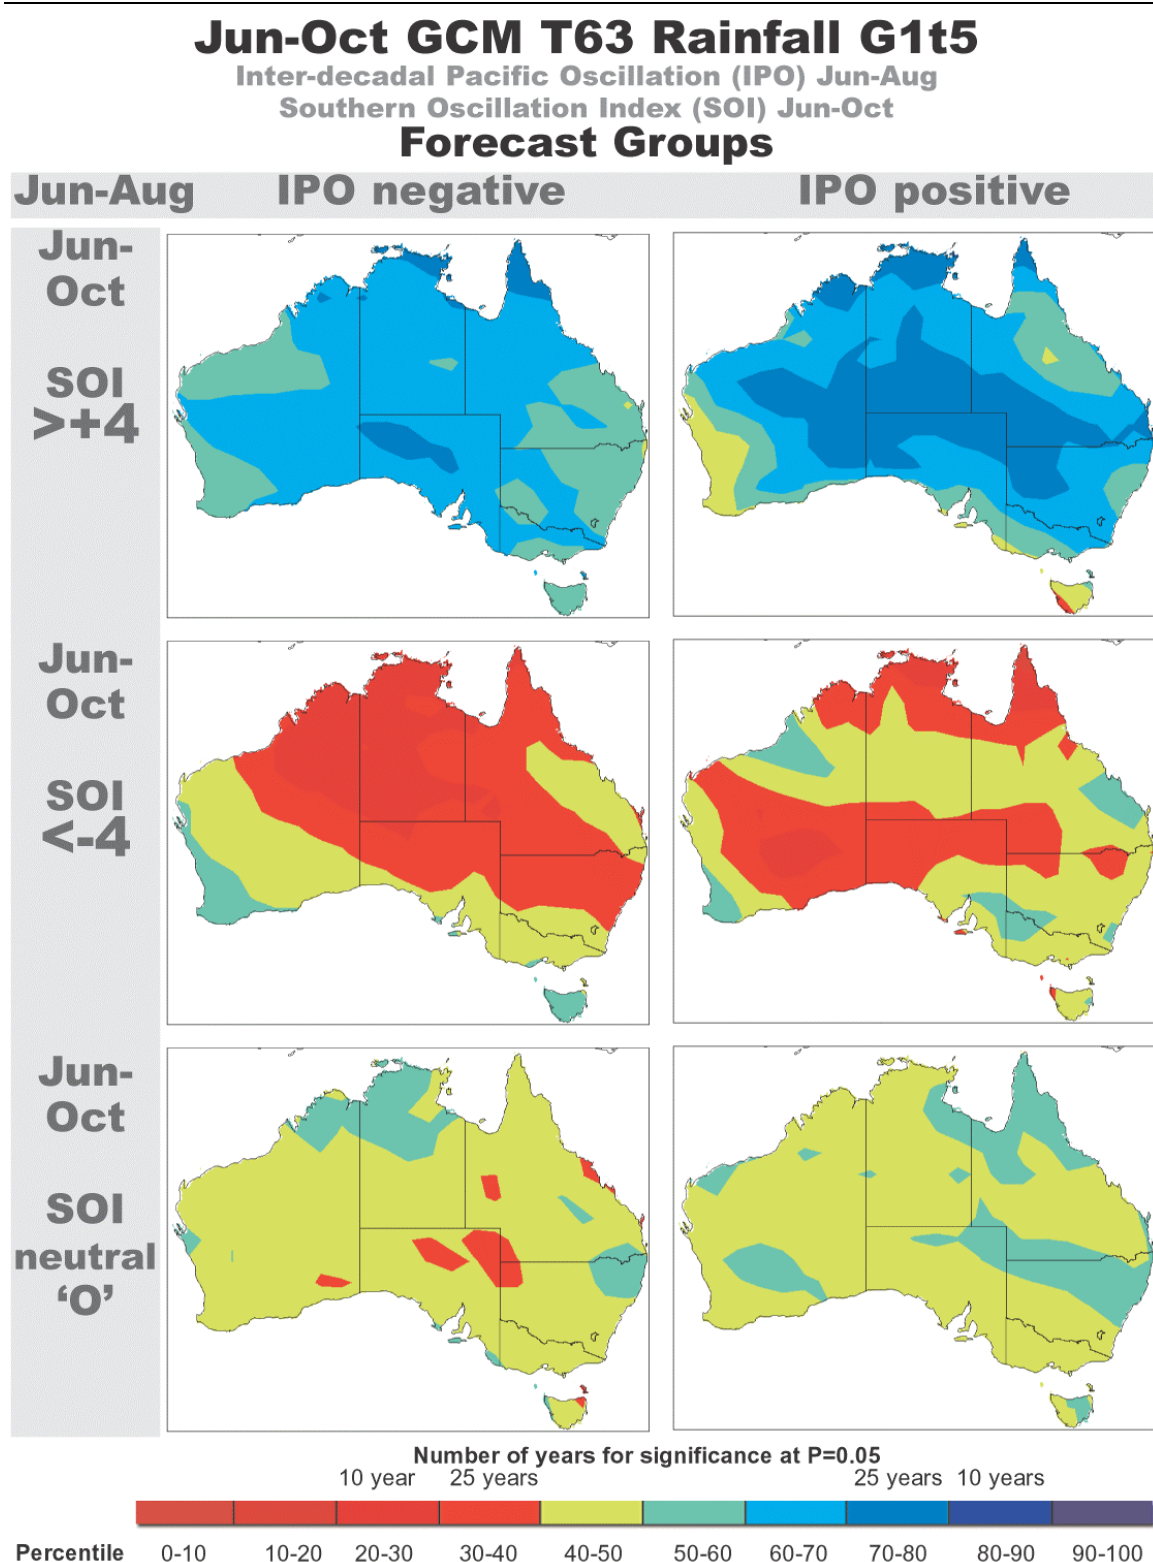 Jun-Oct GCM T63 Rainfall G1t5
Inter-decadal Pacific Oscillation (IPO) Jun-Aug
Southern Oscillation Index (SOI) Jun-Oct
Forecast Groups
Jun-Aug IPO negative IPO positive
Jun-
Oct
SOI
>+4
Jun-
Oct
SOI
<-4
Jun-
Oct
SOI
neutral
‘O’
Number of years for significance at P=0.05
10 year 25 years 25 years 10 years
Percentile 0-10 10-20 20-30 30-40 40-50 50-60 60-70 70-80 80-90 90-100